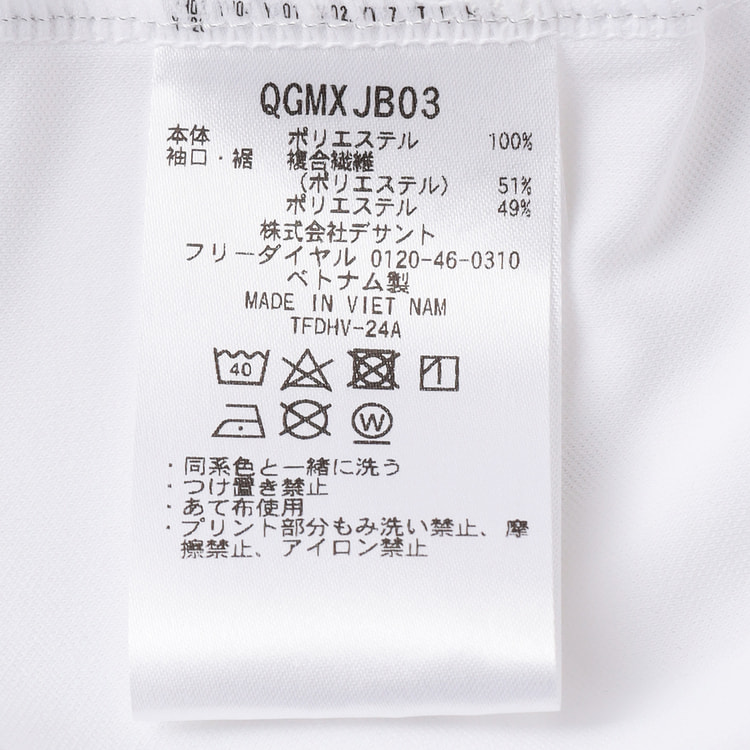 QGMXJB03
本体 ポリエステル 100%
袖口・裾 複合繊維
(ポリエステル) 51%
ポリエステル 49%
株式会社デサント
フリーダイヤル 0120-46-0310
ベトナム製
MADE IN VIET NAM
TFDHV-24A
40
W
・同系色と一緒に洗う
・つけ置き禁止
・あて布使用
・プリント部分もみ洗い禁止、摩
擦禁止、アイロン禁止